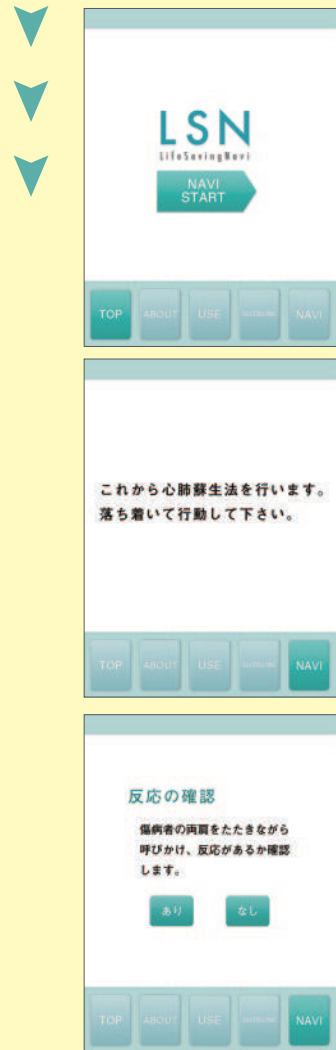 LSN
LifeSavingNavi
NAVI
START
TOP ABOUT USE NAVI
これから心肺蘇生法を行います。
落ち着いて行動して下さい。
TOP ABOUT USE NAVI
反応の確認
傷病者の両肩をたたきながら
呼びかけ、反応があるか確認
します。
あり なし
TOP ABOUT USE NAVI